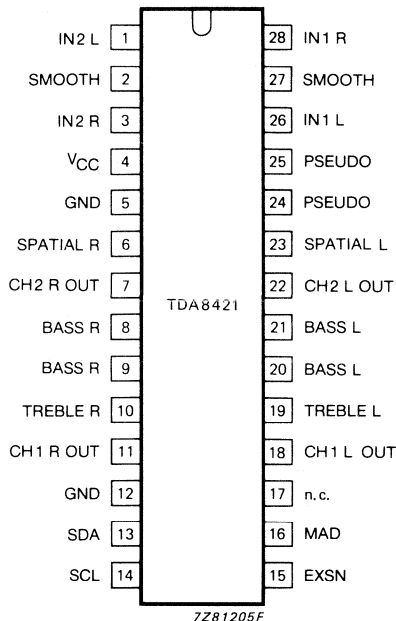 IN2 L 1 28 IN1 R
SMOOTH 2 27 SMOOTH
IN2 R 3 26 IN1 L
VCC 4 25 PSEUDO
GND 5 24 PSEUDO
SPATIAL R 6 23 SPATIAL L
CH2 R OUT 7 22 CH2 L OUT
TDA8421
BASS R 8 21 BASS L
BASS R 9 20 BASS L
TREBLE R 10 19 TREBLE L
CH1 R OUT 11 18 CH1 L OUT
GND 12 17 n.c.
SDA 13 16 MAD
SCL 14 15 EXSN
7Z81205F